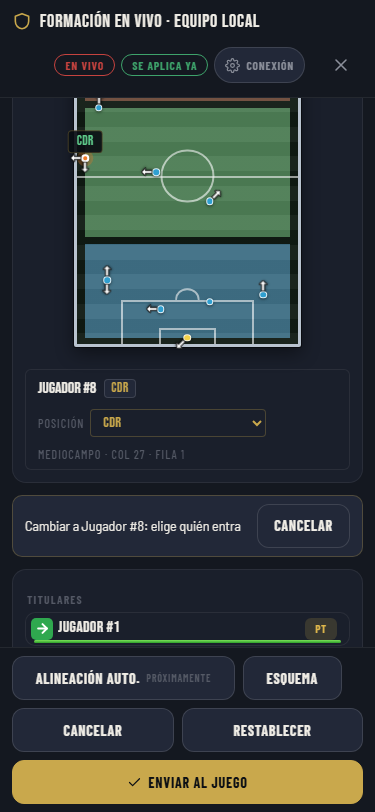 FORMACIÓN EN VIVO · EQUIPO LOCAL
EN VIVO SE APLICA YA CONEXIÓN
CDR
JUGADOR #8 CDR
POSICIÓN CDR
MEDIOCAMPO · COL 27 · FILA 1
Cambiar a Jugador #8: elige quién entra CANCELAR
TITULARES
JUGADOR #1 PT
ALINEACIÓN AUTO. PRÓXIMAMENTE ESQUEMA
CANCELAR RESTABLECER
ENVIAR AL JUEGO